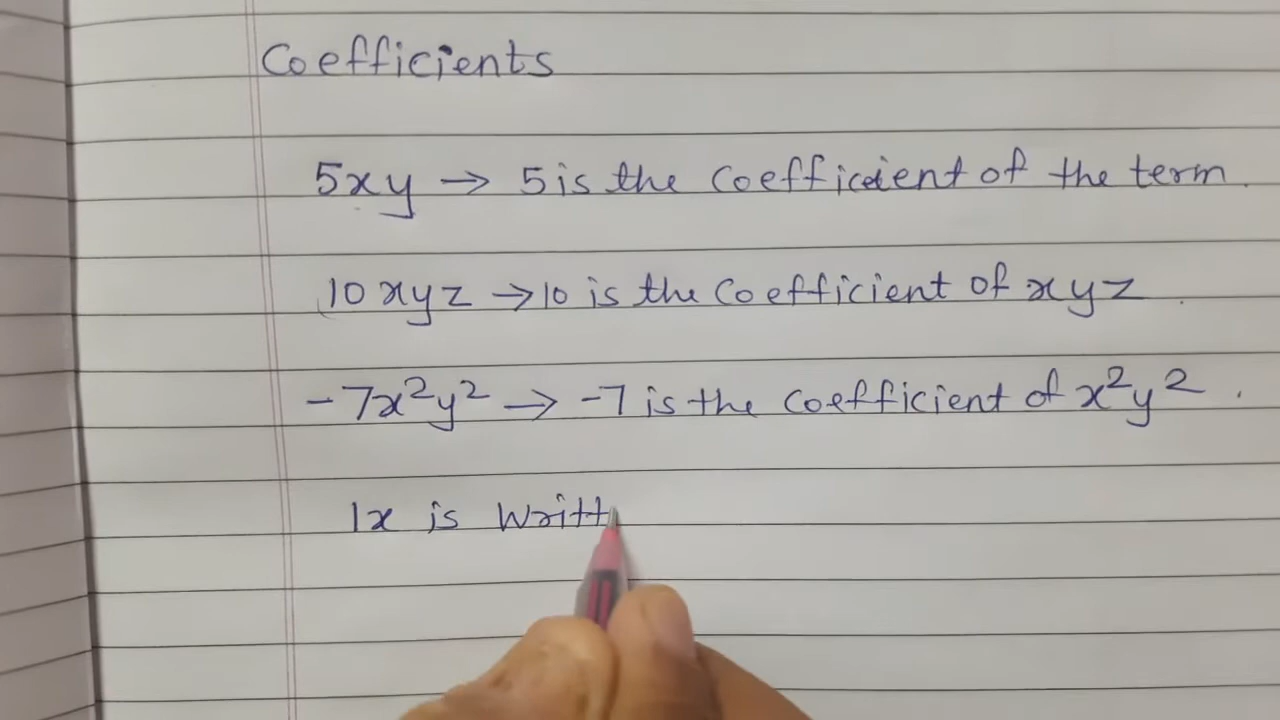 Coefficients
5xy → 5 is the coefficient of the term.
10xyz → 10 is the coefficient of xyz.
-7x²y² → -7 is the coefficient of x²y².
1x is Writt